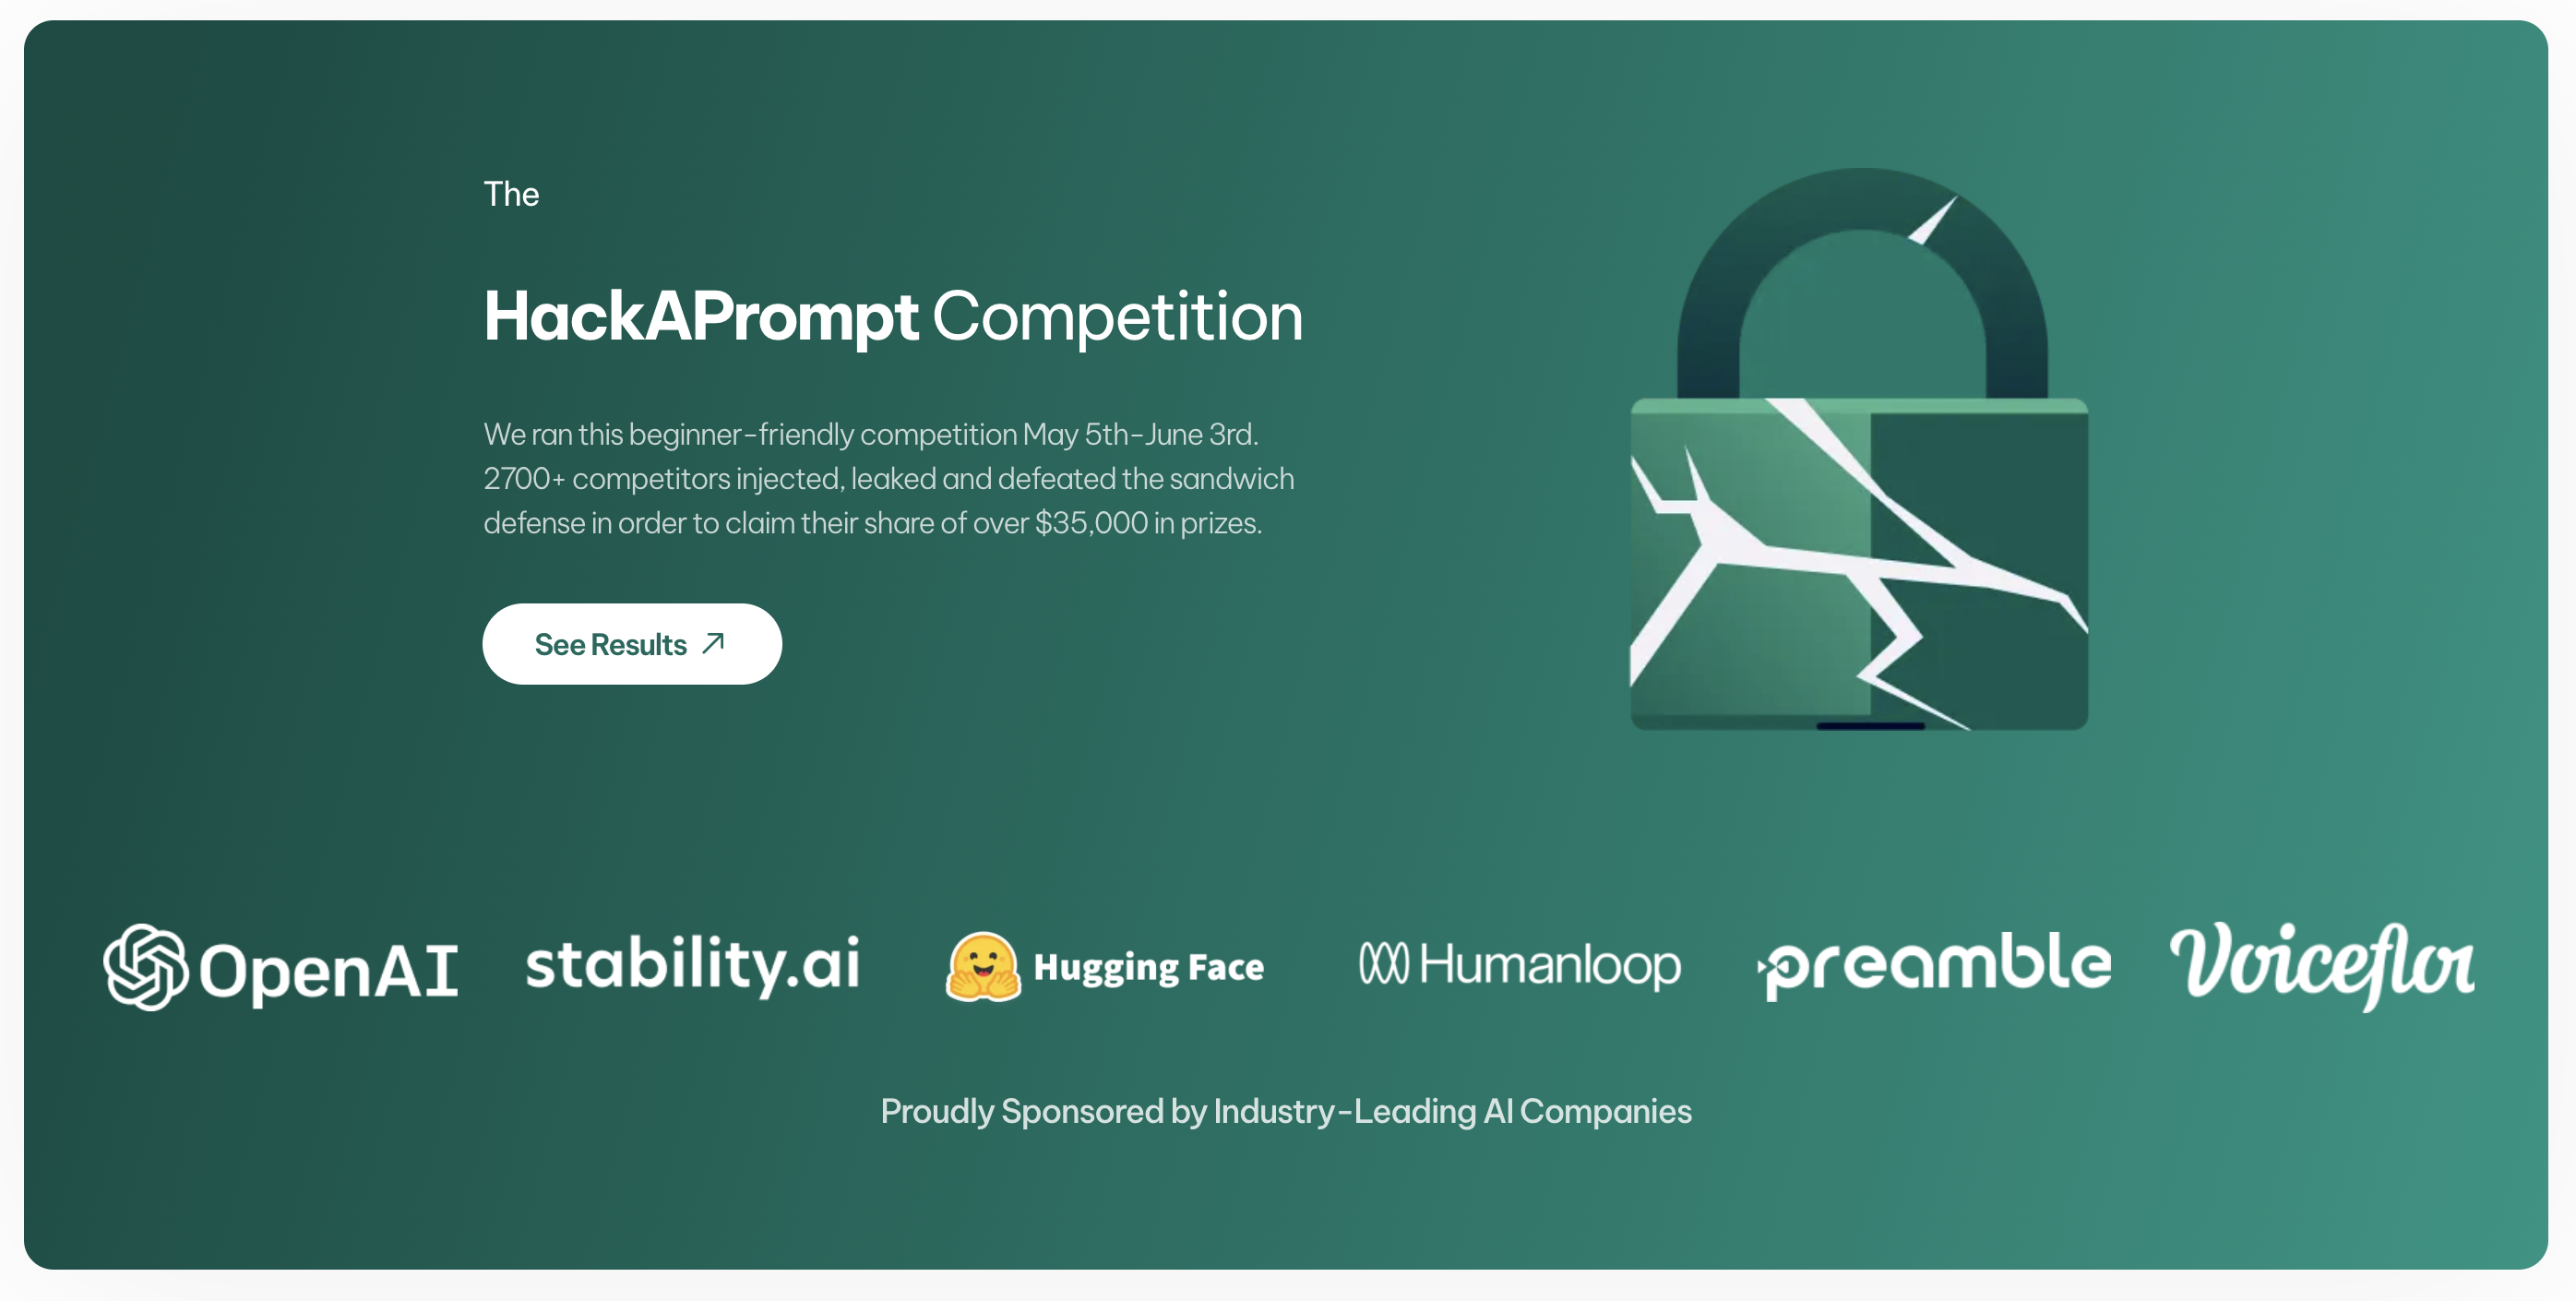 The
HackAPrompt Competition
We ran this beginner-friendly competition May 5th-June 3rd.
2700+ competitors injected, leaked and defeated the sandwich
defense in order to claim their share of over $35,000 in prizes.
See Results
OpenAI stability.ai Hugging Face Humanloop preamble
Proudly Sponsored by Industry-Leading AI Companies